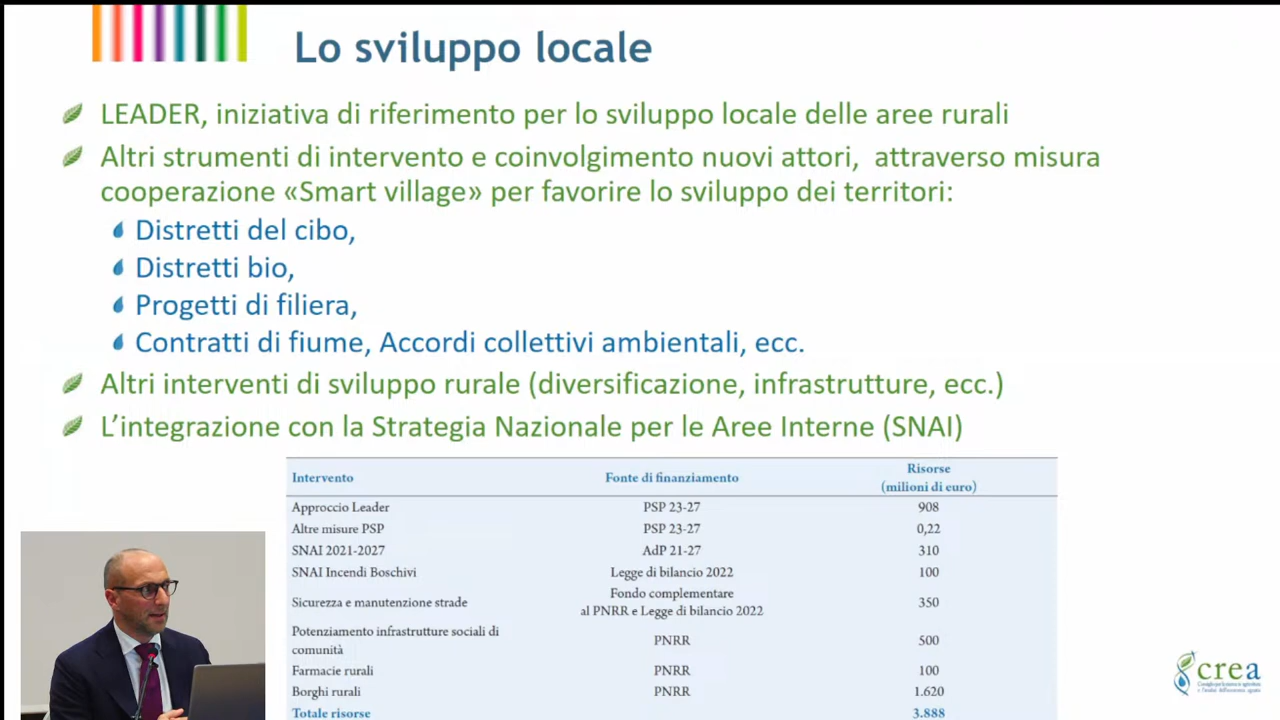 Lo sviluppo locale
LEADER, iniziativa di riferimento per lo sviluppo locale delle aree rurali
Altri strumenti di intervento e coinvolgimento nuovi attori, attraverso misura
cooperazione «Smart village» per favorire lo sviluppo dei territori:
Distretti del cibo,
Distretti bio,
Progetti di filiera,
Contratti di fiume, Accordi collettivi ambientali, ecc.
Altri interventi di sviluppo rurale (diversificazione, infrastrutture, ecc.)
L’integrazione con la Strategia Nazionale per le Aree Interne (SNAI)
Intervento Fonte di finanziamento Risorse
(milioni di euro)
Approccio Leader PSP 23-27 908
Altre misure PSP PSP 23-27 0,22
SNAI 2021-2027 AdP 21-27 310
SNAI Incendi Boschivi Legge di bilancio 2022 100
Sicurezza e manutenzione strade Fondo complementare
al PNRR e Legge di bilancio 2022 350
Potenziamento infrastrutture sociali di
comunità PNRR 500
Farmacie rurali PNRR 100
Borghi rurali PNRR 1.620
Totale risorse 3.888
crea